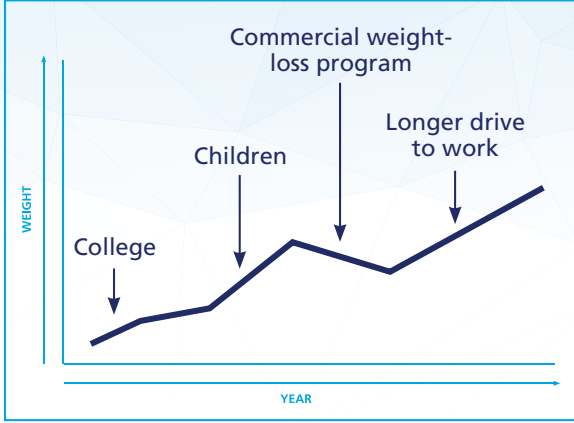 Commercial weight-
loss program
Longer drive
to work
Children
College
WEIGHT
YEAR